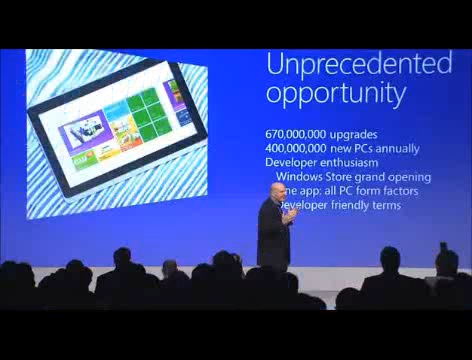 Unprecedented
opportunity
670,000,000 upgrades
400,000,000 new PCs annually
Developer enthusiasm
Windows Store grand opening
app: all PC form factors
friendly terms